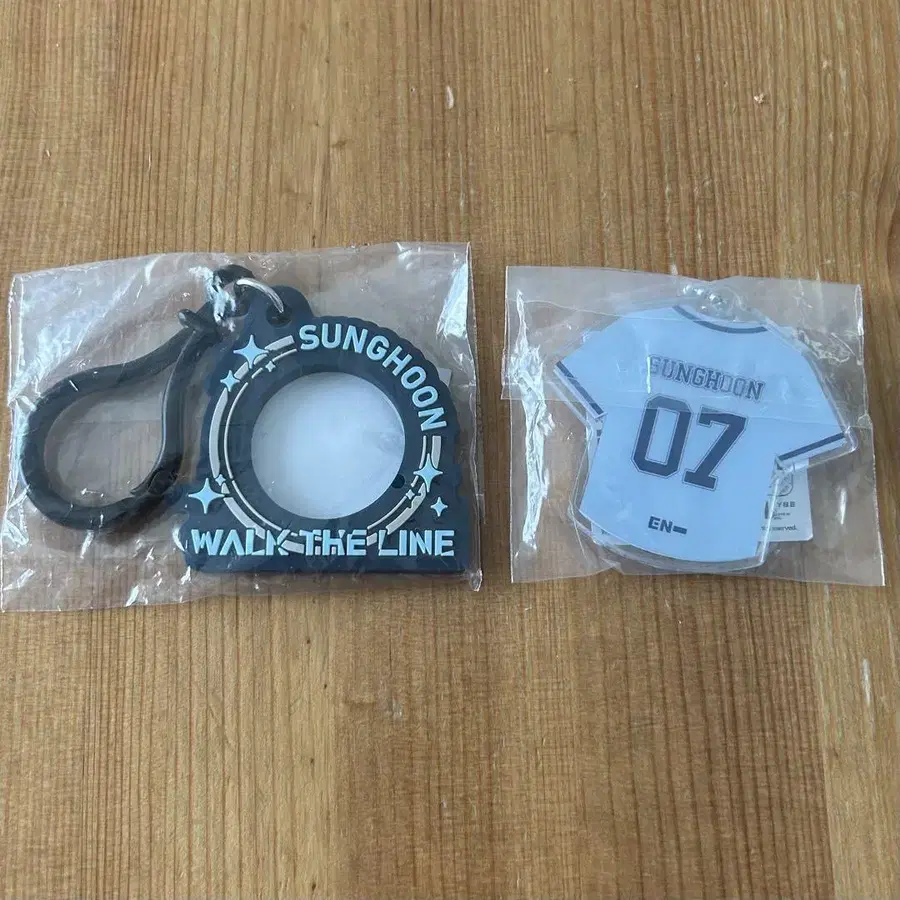 SUNGHOON
WALK THE LINE
SUNGHOON
07
EN-